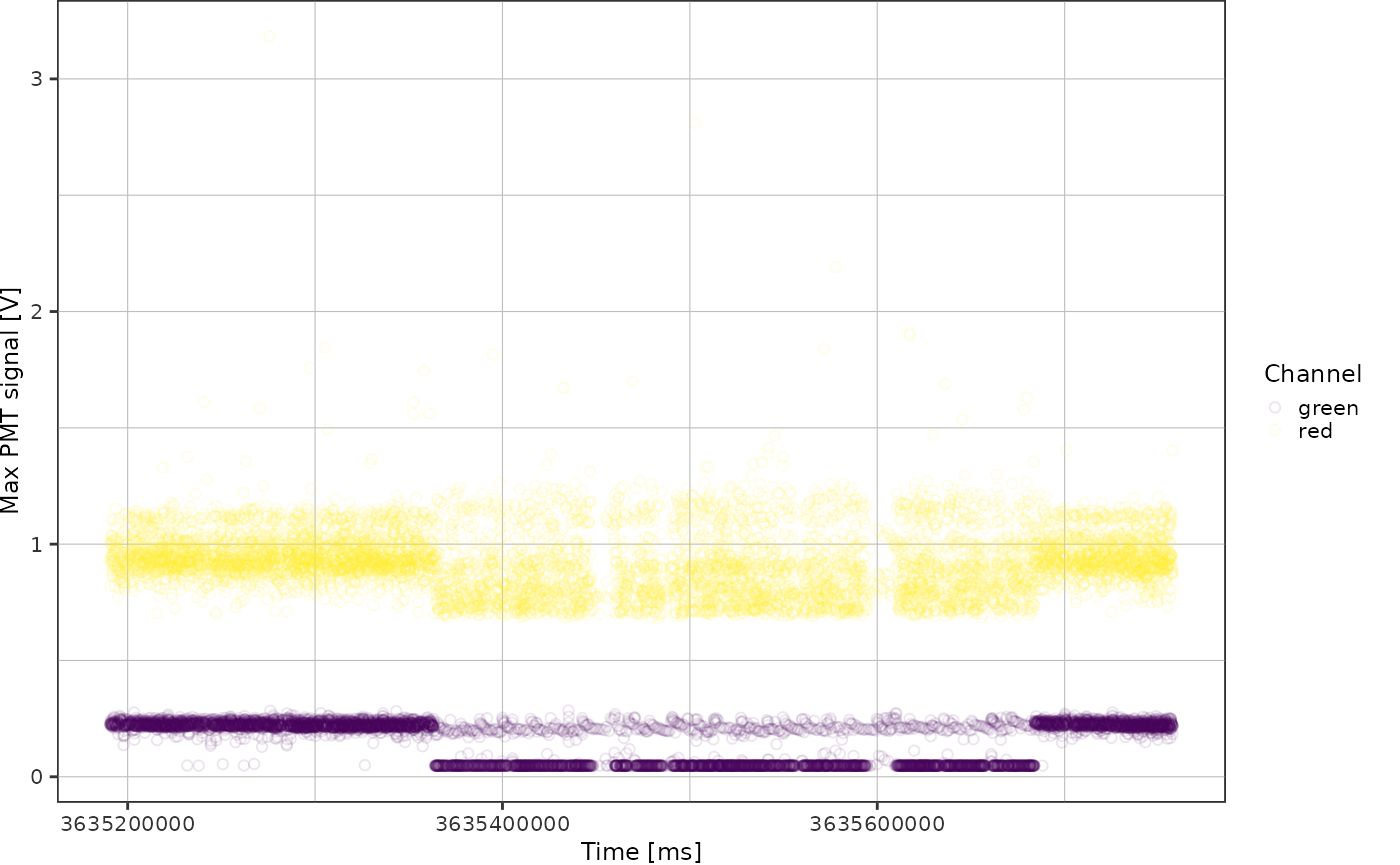 Max PMT signal [V]
3
2
1
0
3635200000
3635400000
3635600000
Time [ms]
Channel
green
red